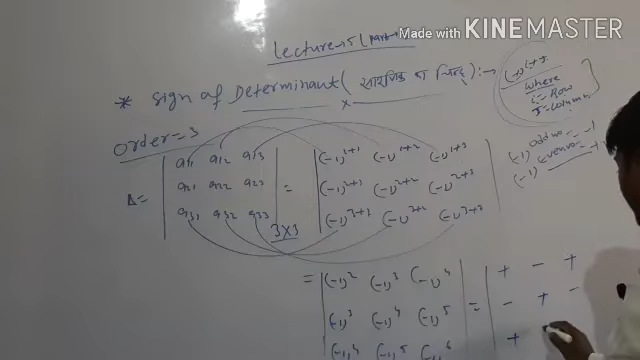 Made with KINEMASTER
Lecture-5 (Part-
* Sign of Determinant (सारणिक का चिन्ह) :- (-1)^i+J
Where
i = Row
J = column
order = 3
(-1)^odd no = -1
(-1)^even no = +1
Δ = | a11 a12 a13 | = | (-1)^1+1 (-1)^1+2 (-1)^1+3 |
| a21 a22 a23 | | (-1)^2+1 (-1)^2+2 (-1)^2+3 |
| a31 a32 a33 | 3X3 | (-1)^3+1 (-1)^3+2 (-1)^3+3 |
= | (-1)^2 (-1)^3 (-1)^4 | = | + - +
| (-1)^3 (-1)^4 (-1)^5 | | - + -
| (-1)^4 (-1)^5 (-1)^6 | | +